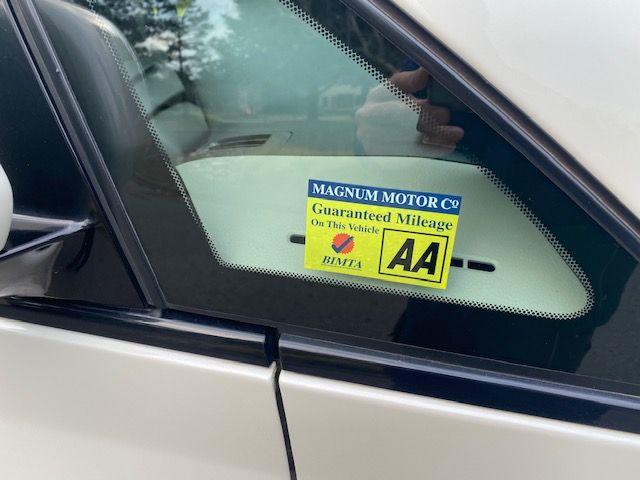 MAGNUM MOTOR Co
Guaranteed Mileage
On This Vehicle
BIMTA
AA